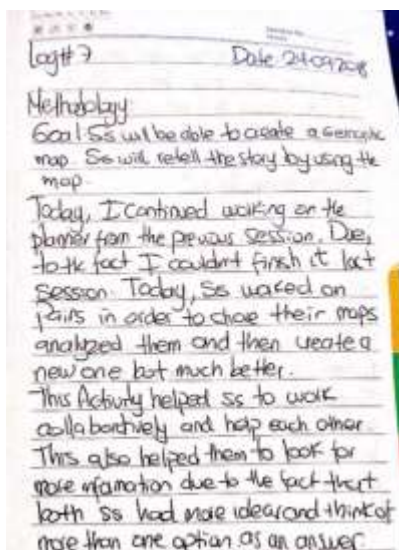 Log# 7 Date 24092018
Methodology
Goal: Ss will be able to create a semantic
map. Ss will retell the story by using the
map.
Today, I continued working on the
planner from the previous session. Due,
to the fact I couldn't finish it last
session. Today, Ss worked on
pairs in order to their maps
analyzed them and then create a
new one but much better.
This Activity helped ss to work
collaboratively and help each other.
This also helped them to look for
more information due to the fact that
both Ss had more ideas and think of
more than one option as an answer